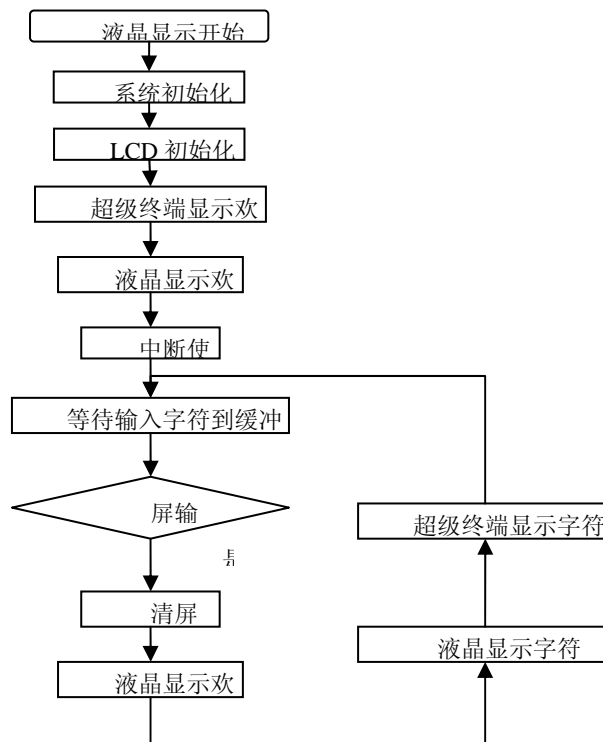 液晶显示开始
系统初始化
LCD 初始化
超级终端显示欢
液晶显示欢
中断使
等待输入字符到缓冲
屏输
清屏
液晶显示欢
超级终端显示字符
液晶显示字符